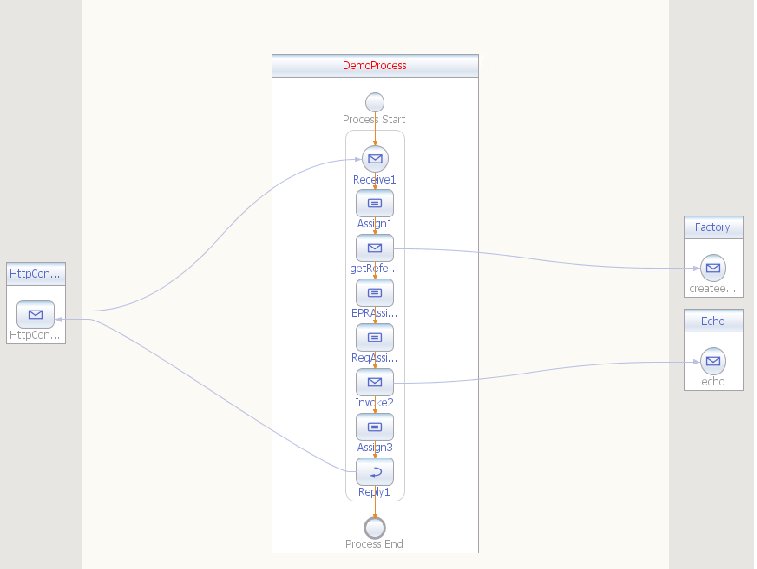 DemoProcess
Process Start
Receive1
Assign1
getRefe...
EPRAssi...
ReqAssi...
Invoke2
Assign3
Reply1
Process End
HttpCon...
HttpCon...
Factory
createe...
Echo
echo